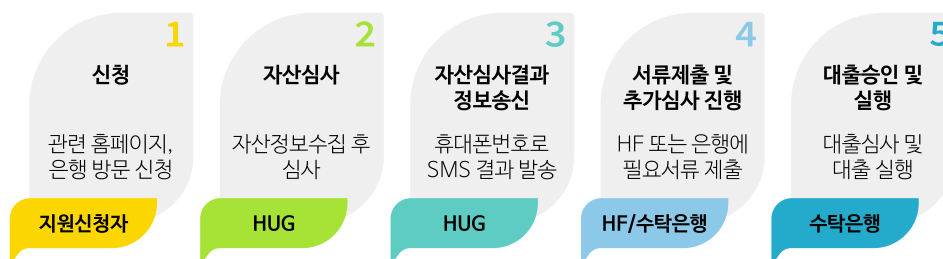 1
신청
관련 홈페이지,
은행 방문 신청
지원신청자
2
자산심사
자산정보수집 후
심사
HUG
3
자산심사결과
정보송신
휴대폰번호로
SMS 결과 발송
HUG
4
서류제출 및
추가심사 진행
HF 또는 은행에
필요서류 제출
HF/수탁은행
5
대출승인 및
실행
대출심사 및
대출 실행
수탁은행